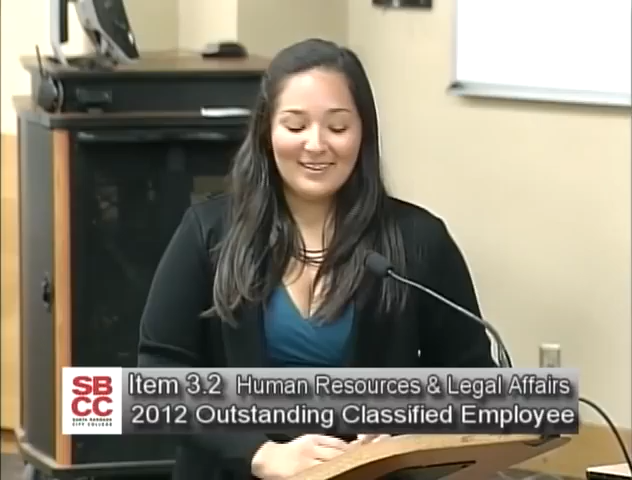 SB
CC
SANTA BARBARA
CITY COLLEGE
Item 3.2 Human Resources & Legal Affairs
2012 Outstanding Classified Employee